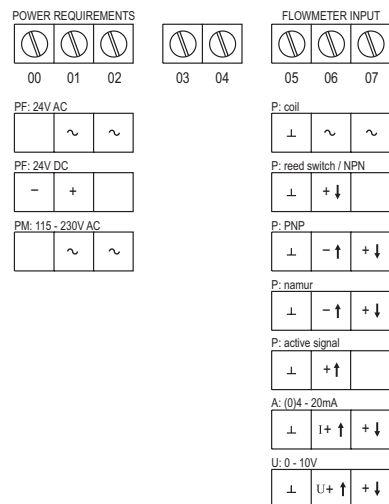 POWER REQUIREMENTS
FLOWMETER INPUT
00 01 02 03 04 05 06 07
PF: 24V AC
~ ~
PF: 24V DC
− +
PM: 115 - 230V AC
~ ~
P: coil
⊥ ~ ~
P: reed switch / NPN
⊥ +⬇
P: PNP
⊥ −⬆ +⬇
P: namur
⊥ −⬆ +⬇
P: active signal
⊥ +⬆
A: (0)4 - 20mA
⊥ I+ ⬆ +⬇
U: 0 - 10V
⊥ U+ ⬆ +⬇